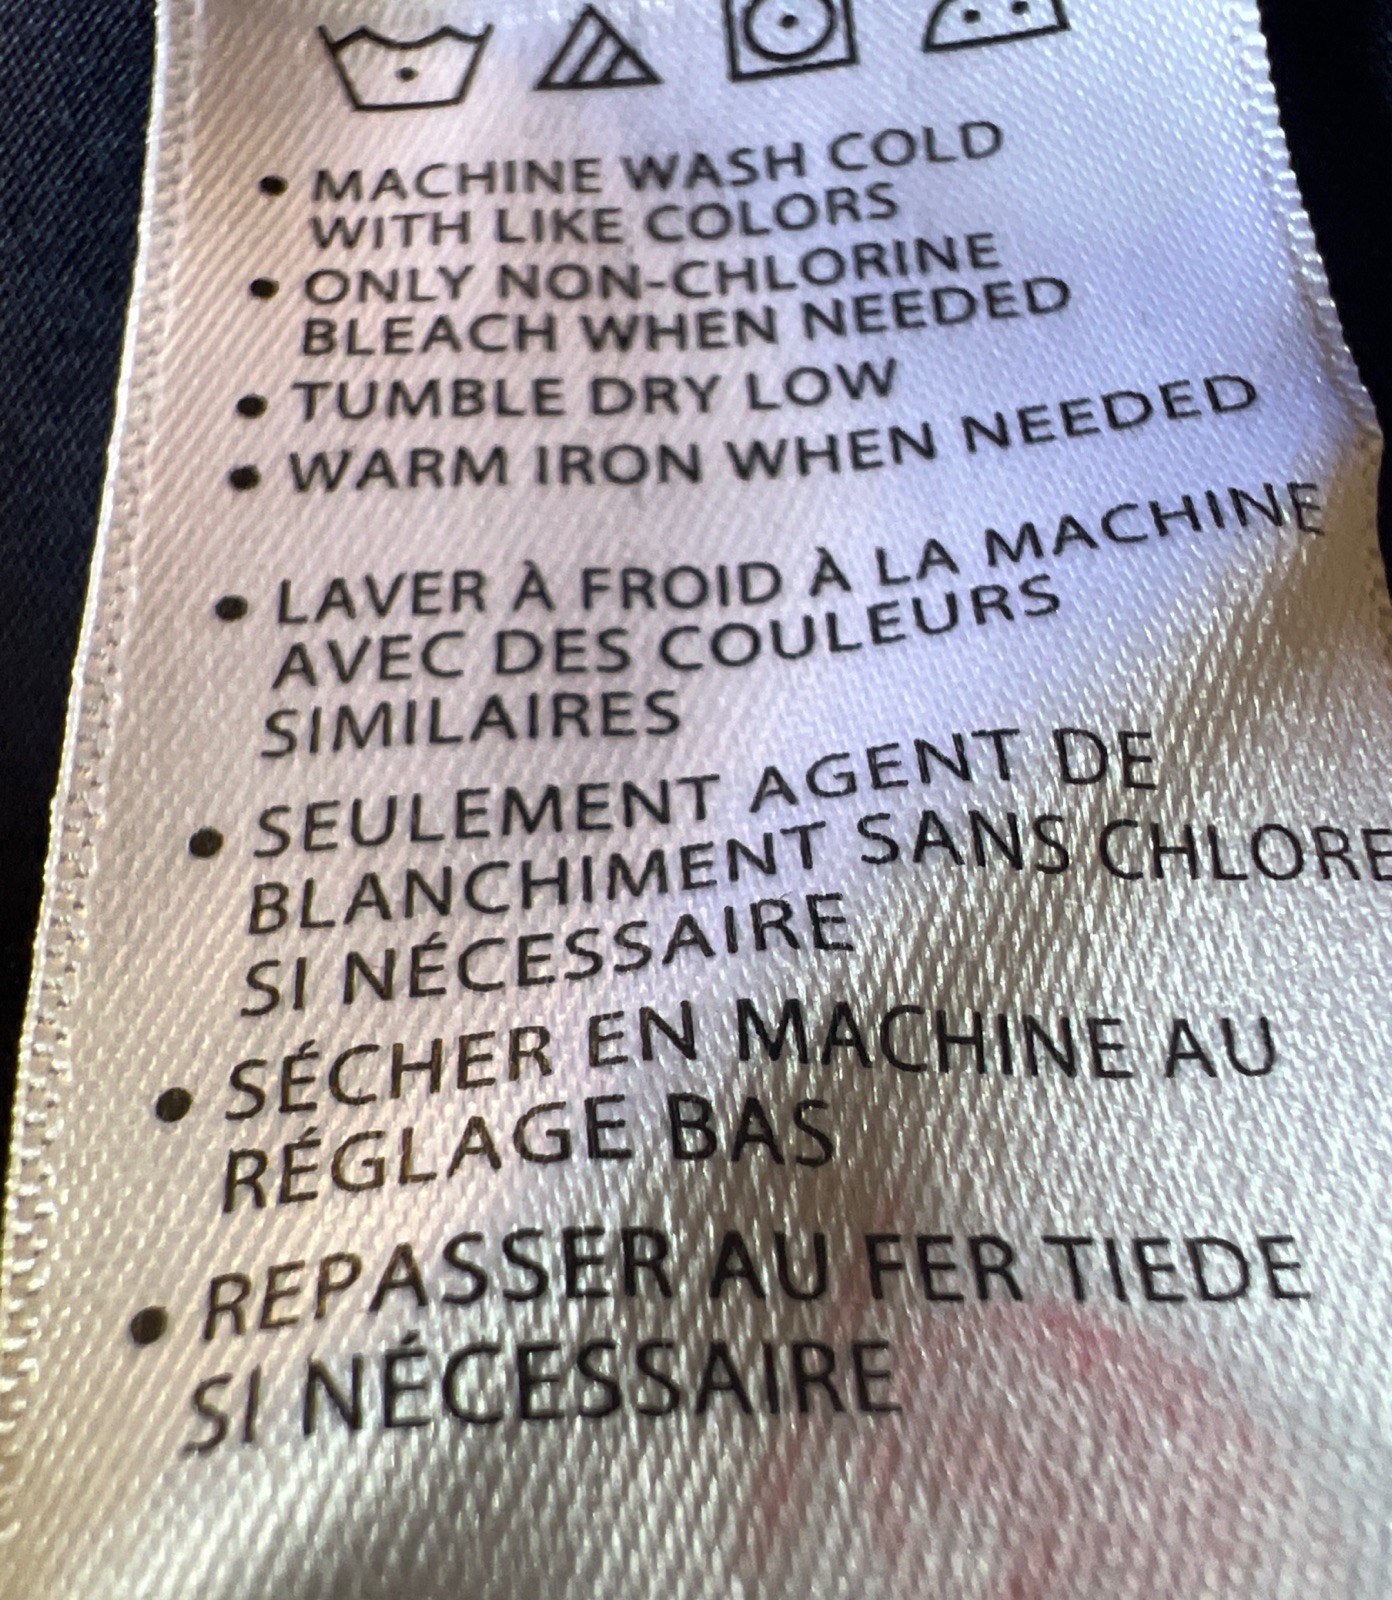 • MACHINE WASH COLD
WITH LIKE COLORS
• ONLY NON-CHLORINE
BLEACH WHEN NEEDED
• TUMBLE DRY LOW
• WARM IRON WHEN NEEDED
• LAVER À FROID À LA MACHINE
AVEC DES COULEURS
SIMILAIRES
• SEULEMENT AGENT DE
BLANCHIMENT SANS CHLORE
SI NÉCESSAIRE
• SÉCHER EN MACHINE AU
RÉGLAGE BAS
• REPASSER AU FER TIEDE
SI NÉCESSAIRE